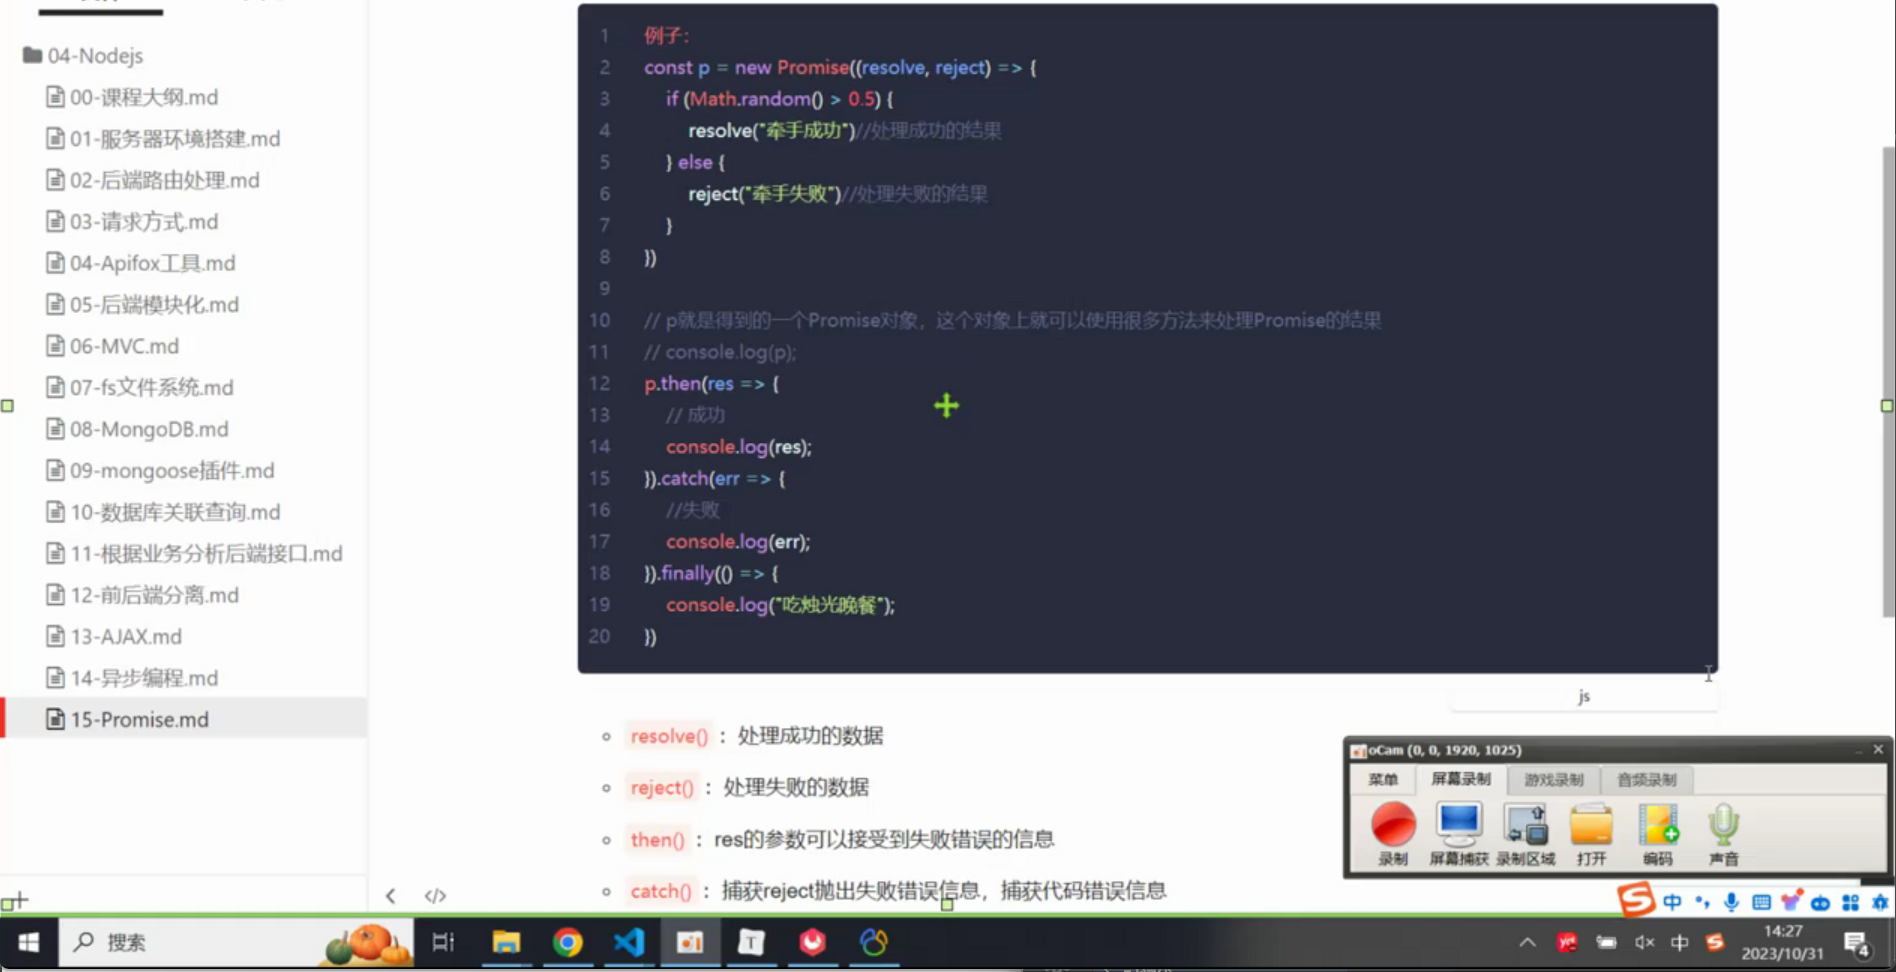 04-Nodejs
00-课程大纲.md
01-服务器环境搭建.md
02-后端路由处理.md
03-请求方式.md
04-Apifox工具.md
05-后端模块化.md
06-MVC.md
07-fs文件系统.md
08-MongoDB.md
09-mongoose插件.md
10-数据库关联查询.md
11-根据业务分析后端接口.md
12-前后端分离.md
13-AJAX.md
14-异步编程.md
15-Promise.md
1 例子：
2 const p = new Promise((resolve, reject) => {
3 if (Math.random() > 0.5) {
4 resolve("牵手成功")//处理成功的结果
5 } else {
6 reject("牵手失败")//处理失败的结果
7 }
8 })
9
10 // p就是得到的一个Promise对象，这个对象上就可以使用很多方法来处理Promise的结果
11 // console.log(p);
12 p.then(res => {
13 // 成功
14 console.log(res);
15 }).catch(err => {
16 //失败
17 console.log(err);
18 }).finally(() => {
19 console.log("吃烛光晚餐");
20 })
js
resolve()：处理成功的数据
reject()：处理失败的数据
then()：res的参数可以接受到失败错误的信息
catch()：捕获reject抛出失败错误信息，捕获代码错误信息
oCam (0, 0, 1920, 1025)
菜单 屏幕录制 游戏录制 音频录制
录制 屏幕捕获 录制区域 打开 编码 声音
中
搜索
中
14:27
2023/10/31
4